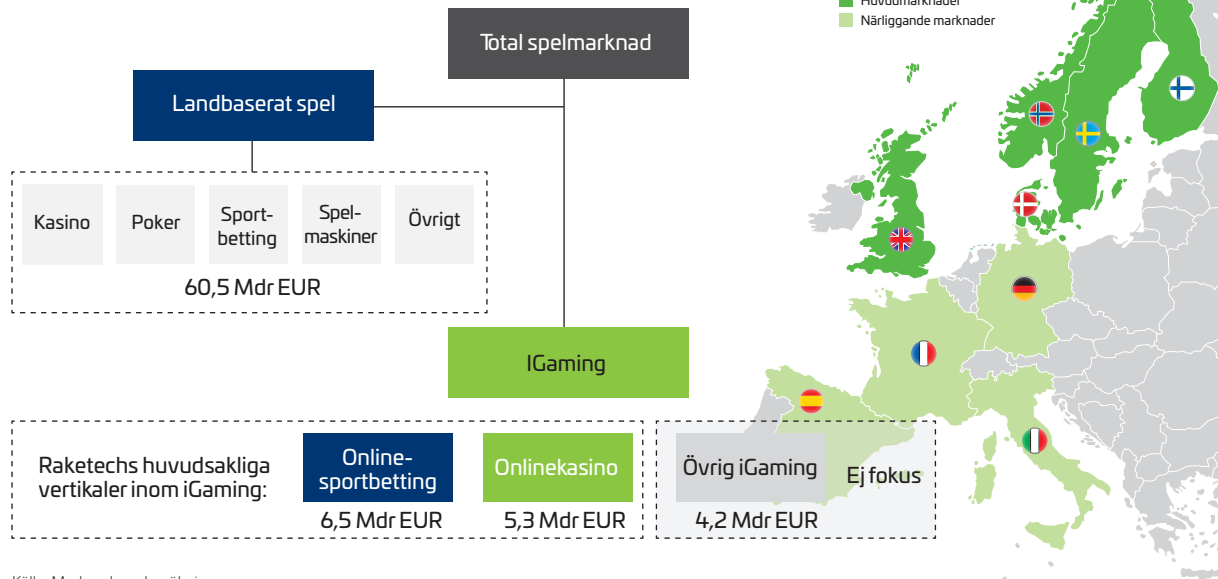 Huvudmarknader
Närliggande marknader
Total spelmarknad
Landbaserat spel
Kasino
Poker
Sport-
betting
Spel-
maskiner
Övrigt
60,5 Mdr EUR
IGaming
Raketechs huvudsakliga
vertikaler inom iGaming:
Online-
sportbetting
6,5 Mdr EUR
Onlinekasino
5,3 Mdr EUR
Övrig iGaming
4,2 Mdr EUR
Ej fokus